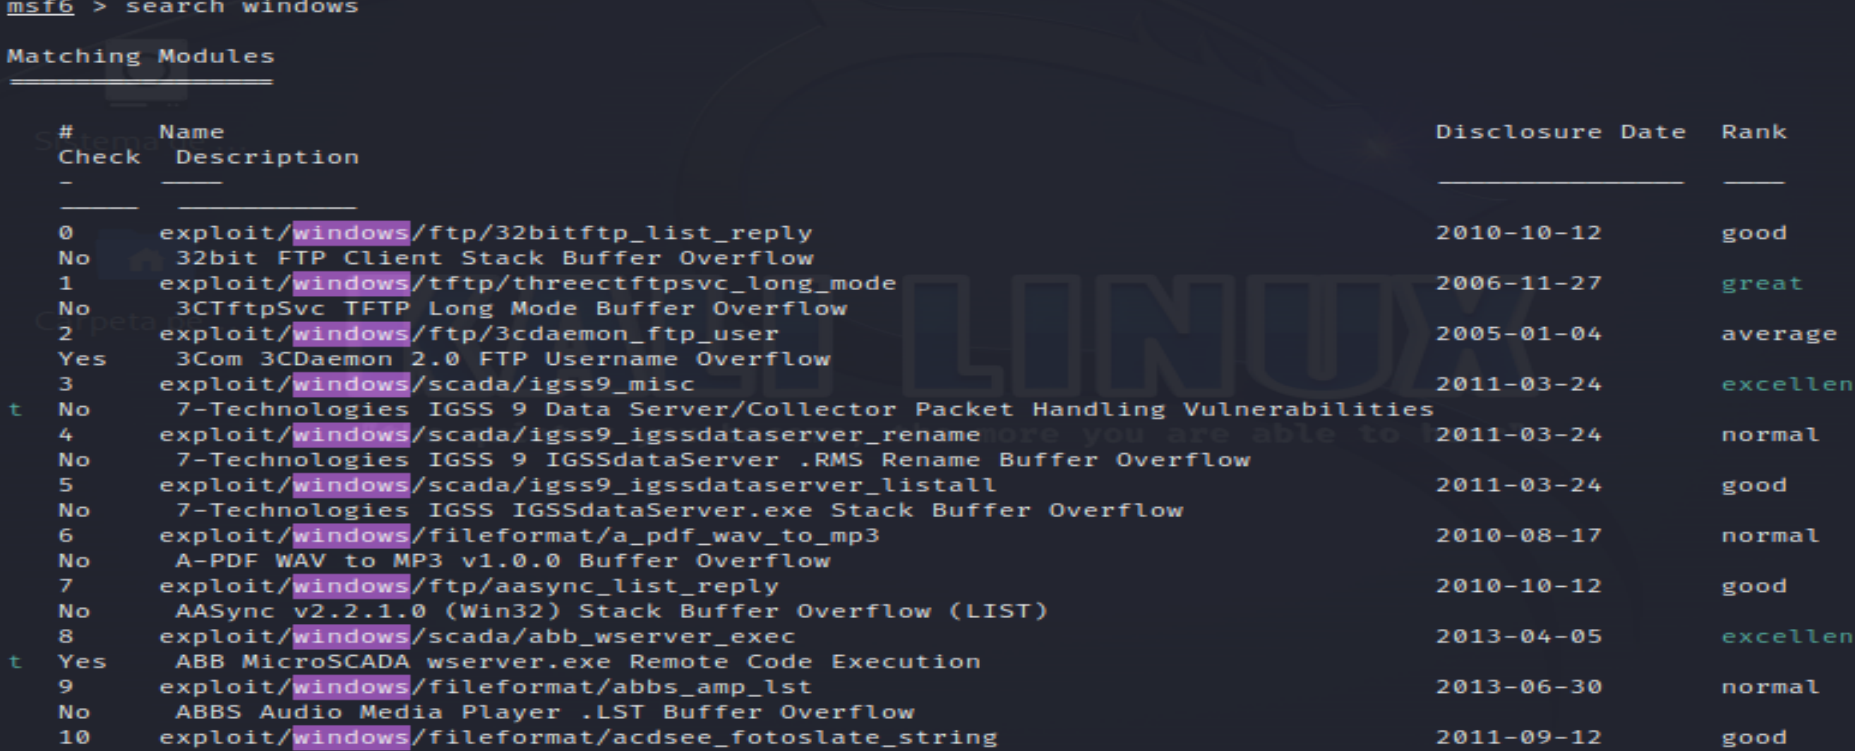 msf6 > search windows
Matching Modules
================
# Name Disclosure Date Rank
Check Description
- ---- --------------- ----
----- -----------
0 exploit/windows/ftp/32bitftp_list_reply 2010-10-12 good
No 32bit FTP Client Stack Buffer Overflow
1 exploit/windows/tftp/threectftpsvc_long_mode 2006-11-27 great
No 3CTftpSvc TFTP Long Mode Buffer Overflow
2 exploit/windows/ftp/3cdaemon_ftp_user 2005-01-04 average
Yes 3Com 3CDaemon 2.0 FTP Username Overflow
3 exploit/windows/scada/igss9_misc 2011-03-24 excellen
t No 7-Technologies IGSS 9 Data Server/Collector Packet Handling Vulnerabilities
4 exploit/windows/scada/igss9_igssdataserver_rename 2011-03-24 normal
No 7-Technologies IGSS 9 IGSSdataServer .RMS Rename Buffer Overflow
5 exploit/windows/scada/igss9_igssdataserver_listall 2011-03-24 good
No 7-Technologies IGSS IGSSdataServer.exe Stack Buffer Overflow
6 exploit/windows/fileformat/a_pdf_wav_to_mp3 2010-08-17 normal
No A-PDF WAV to MP3 v1.0.0 Buffer Overflow
7 exploit/windows/ftp/aasync_list_reply 2010-10-12 good
No AASync v2.2.1.0 (Win32) Stack Buffer Overflow (LIST)
8 exploit/windows/scada/abb_wserver_exec 2013-04-05 excellen
t Yes ABB MicroSCADA wserver.exe Remote Code Execution
9 exploit/windows/fileformat/abbs_amp_lst 2013-06-30 normal
No ABBS Audio Media Player .LST Buffer Overflow
10 exploit/windows/fileformat/acdsee_fotoslate_string 2011-09-12 good
KALI LINUX